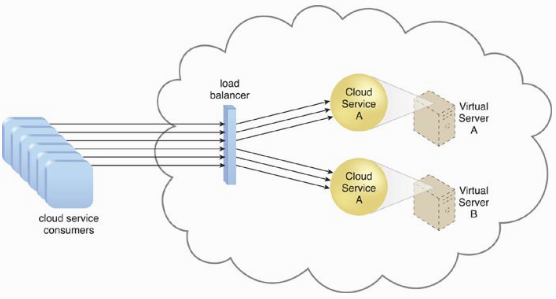 load
balancer
Cloud
Service
A
Virtual
Server
A
cloud service
consumers
Cloud
Service
A
Virtual
Server
B